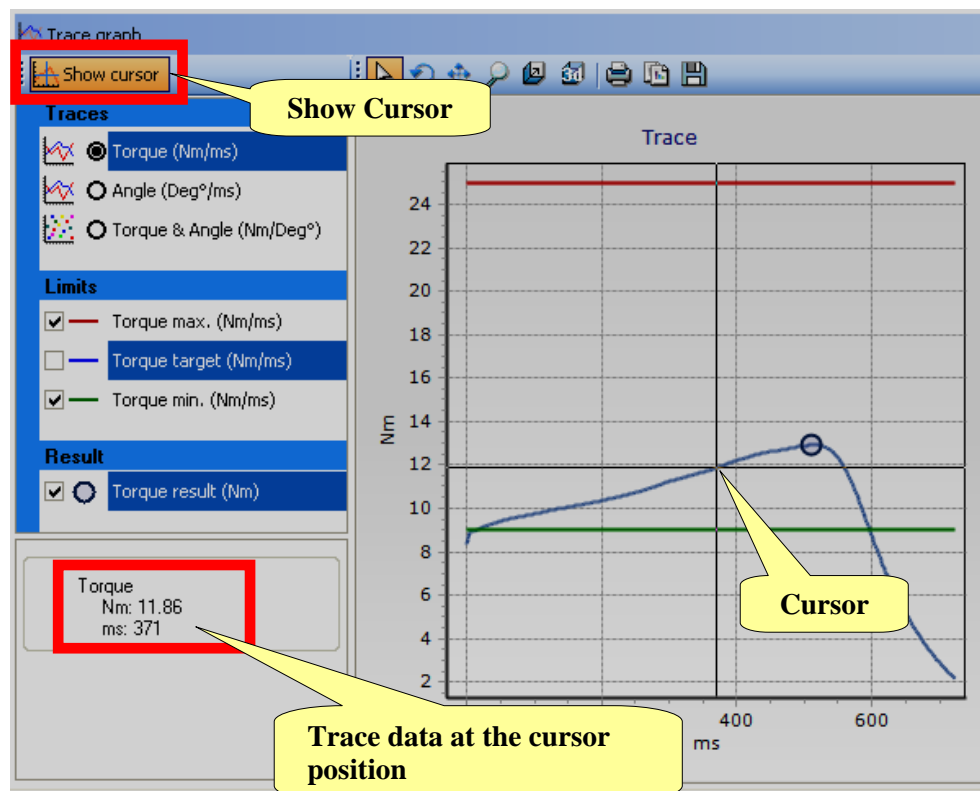 Trace graph
Show cursor
Show Cursor
Traces
Torque (Nm/ms)
Angle (Deg°/ms)
Torque & Angle (Nm/Deg°)
Limits
Torque max. (Nm/ms)
Torque target (Nm/ms)
Torque min. (Nm/ms)
Result
Torque result (Nm)
Torque
Nm: 11.86
ms: 371
Trace
24
22
20
18
16
14
12
10
8
6
4
2
Nm
400
600
ms
Cursor
Trace data at the cursor
position